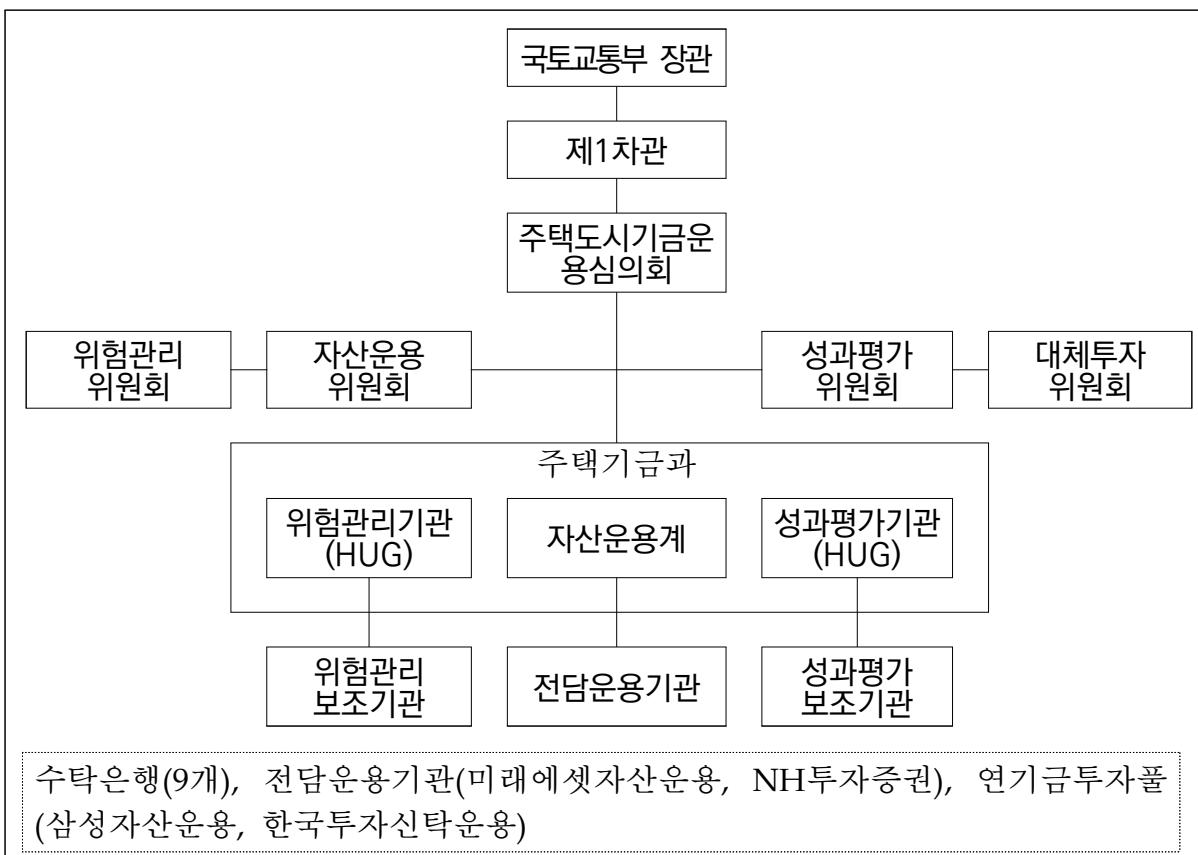 국토교통부 장관
제1차관
주택도시기금운
용심의회
위험관리
위원회
자산운용
위원회
성과평가
위원회
대체투자
위원회
주택기금과
위험관리기관
(HUG)
자산운용계
성과평가기관
(HUG)
위험관리
보조기관
전담운용기관
성과평가
보조기관
수탁은행(9개), 전담운용기관(미래에셋자산운용, NH투자증권), 연기금투자풀
(삼성자산운용, 한국투자신탁운용)